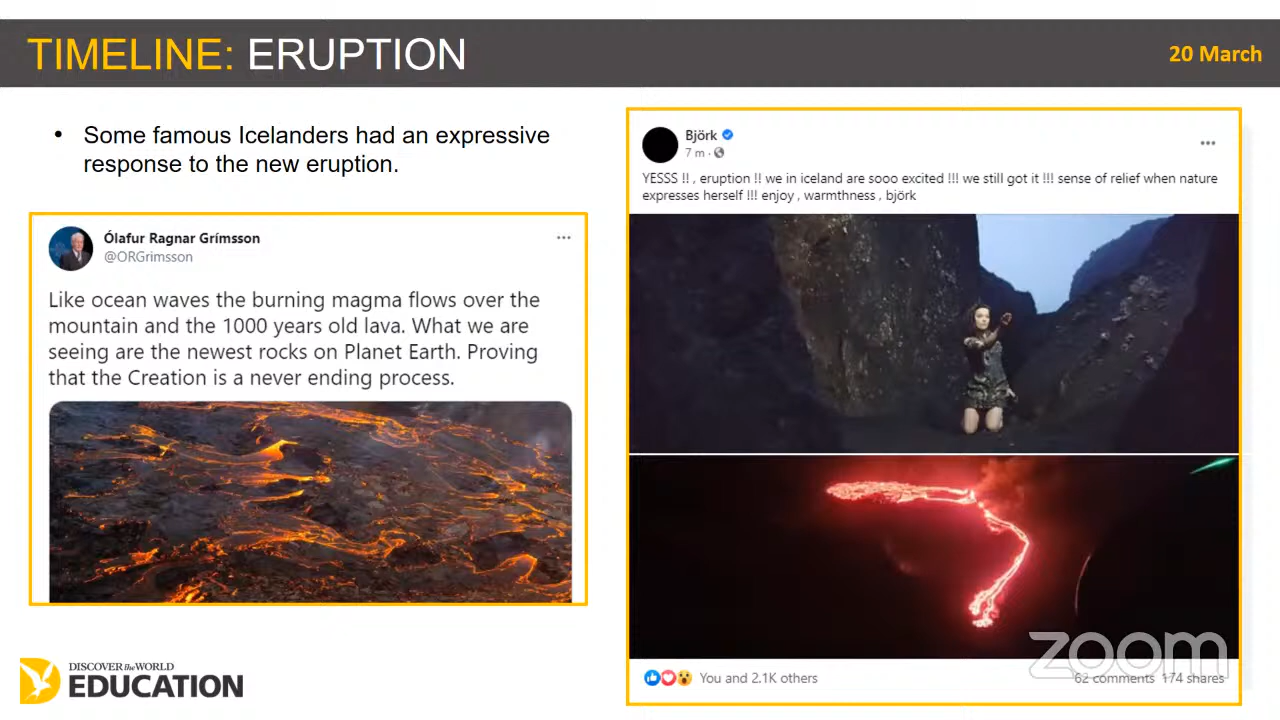 TIMELINE: ERUPTION
20 March
• Some famous Icelanders had an expressive
response to the new eruption.
Ólafur Ragnar Grímsson
@ORGrimsson
Like ocean waves the burning magma flows over the
mountain and the 1000 years old lava. What we are
seeing are the newest rocks on Planet Earth. Proving
that the Creation is a never ending process.
Björk
7 m ·
YESSS !! , eruption !! we in iceland are sooo excited !!! we still got it !!! sense of relief when nature
expresses herself !!! enjoy , warmthness , björk
You and 2.1K others
62 comments 174 shares
zoom
DISCOVER the WORLD
EDUCATION